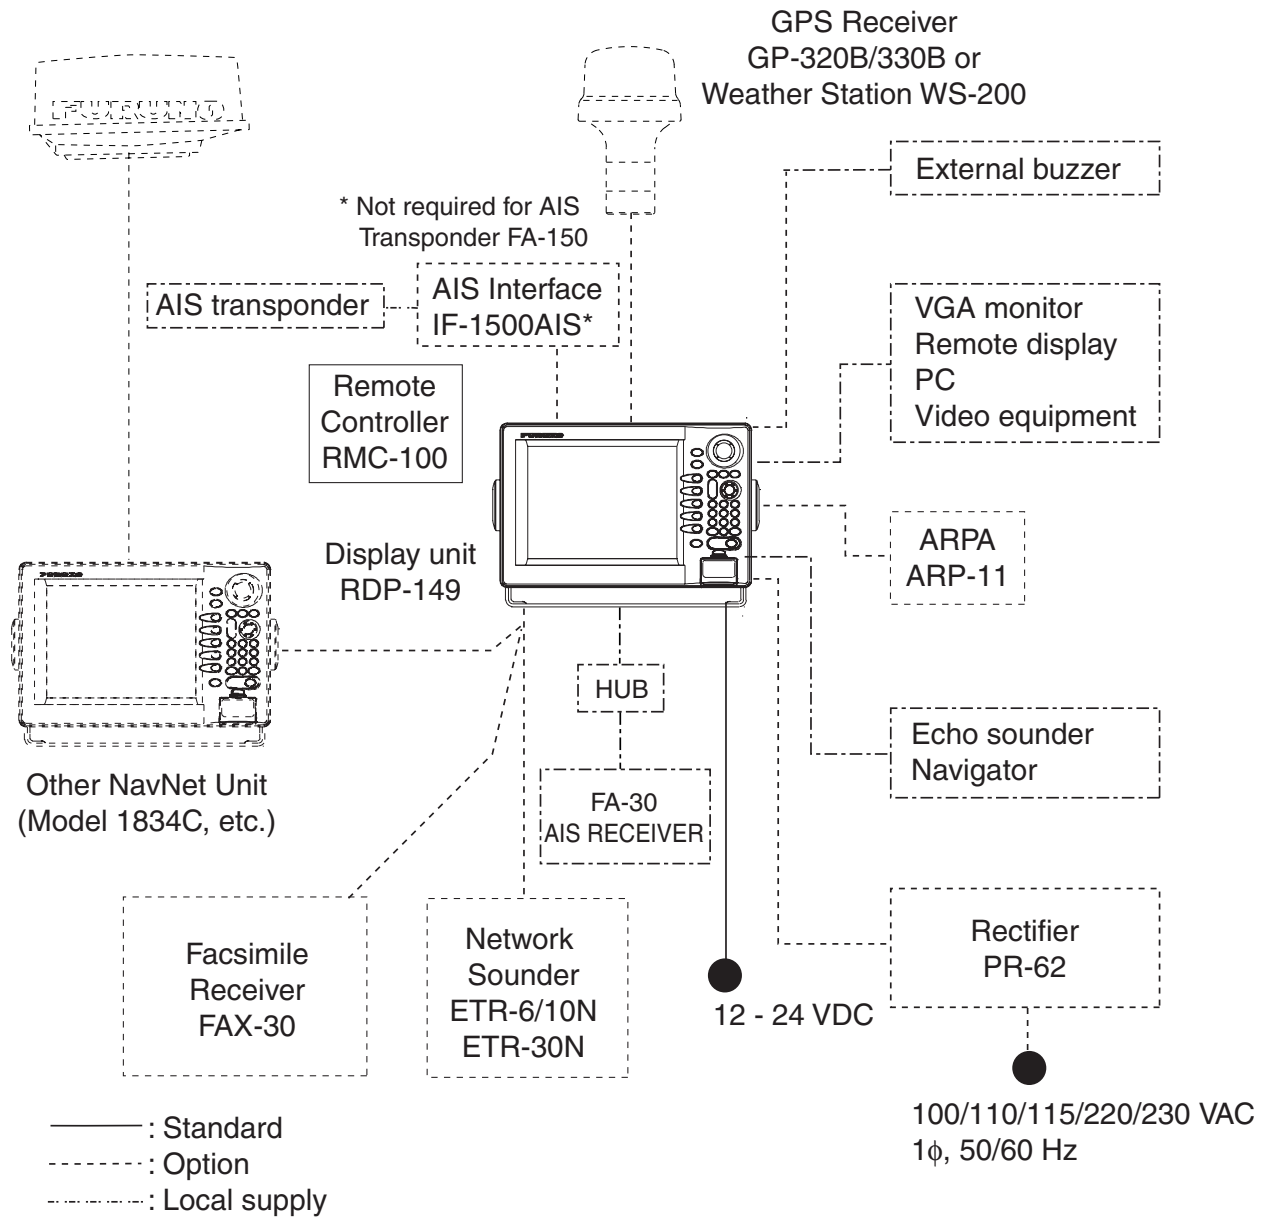 GPS Receiver
GP-320B/330B or
Weather Station WS-200
FURUNO
External buzzer
* Not required for AIS
Transponder FA-150
AIS transponder
AIS Interface
IF-1500AIS*
VGA monitor
Remote display
PC
Video equipment
Remote
Controller
RMC-100
FURUNO
ARPA
ARP-11
Display unit
RDP-149
FURUNO
HUB
Echo sounder
Navigator
Other NavNet Unit
(Model 1834C, etc.)
FA-30
AIS RECEIVER
Facsimile
Receiver
FAX-30
Network
Sounder
ETR-6/10N
ETR-30N
Rectifier
PR-62
12 - 24 VDC
100/110/115/220/230 VAC
1ϕ, 50/60 Hz
: Standard
: Option
: Local supply